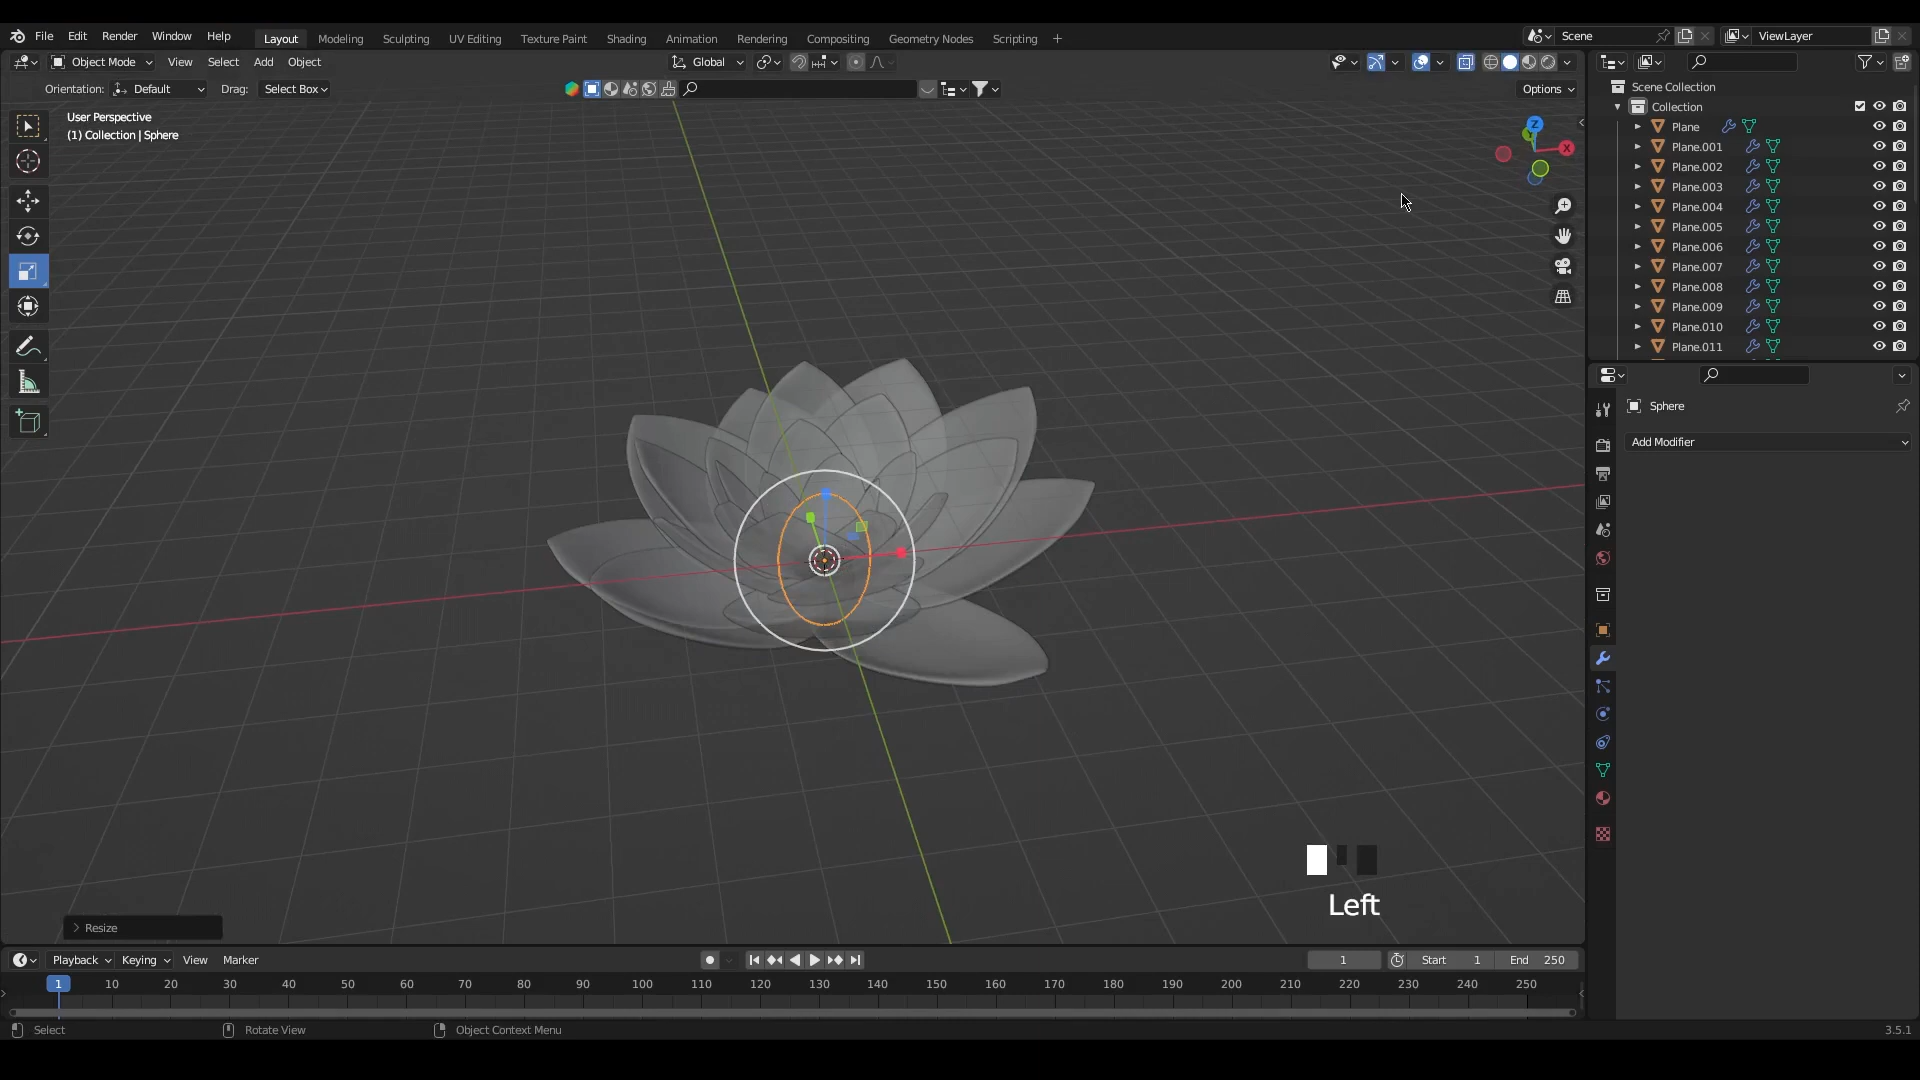 File Edit Render Window Help Layout Modeling Sculpting UV Editing Texture Paint Shading Animation Rendering Compositing Geometry Nodes Scripting + Scene ViewLayer
Object Mode View Select Add Object Global
Orientation: Default Drag: Select Box Options
User Perspective
(1) Collection | Sphere
Z
X
Scene Collection
Collection
Plane
Plane.001
Plane.002
Plane.003
Plane.004
Plane.005
Plane.006
Plane.007
Plane.008
Plane.009
Plane.010
Plane.011
Sphere
Add Modifier
Left
Resize
Playback Keying View Marker 1 Start 1 End 250
1 10 20 30 40 50 60 70 80 90 100 110 120 130 140 150 160 170 180 190 200 210 220 230 240 250
Select Rotate View Object Context Menu 3.5.1